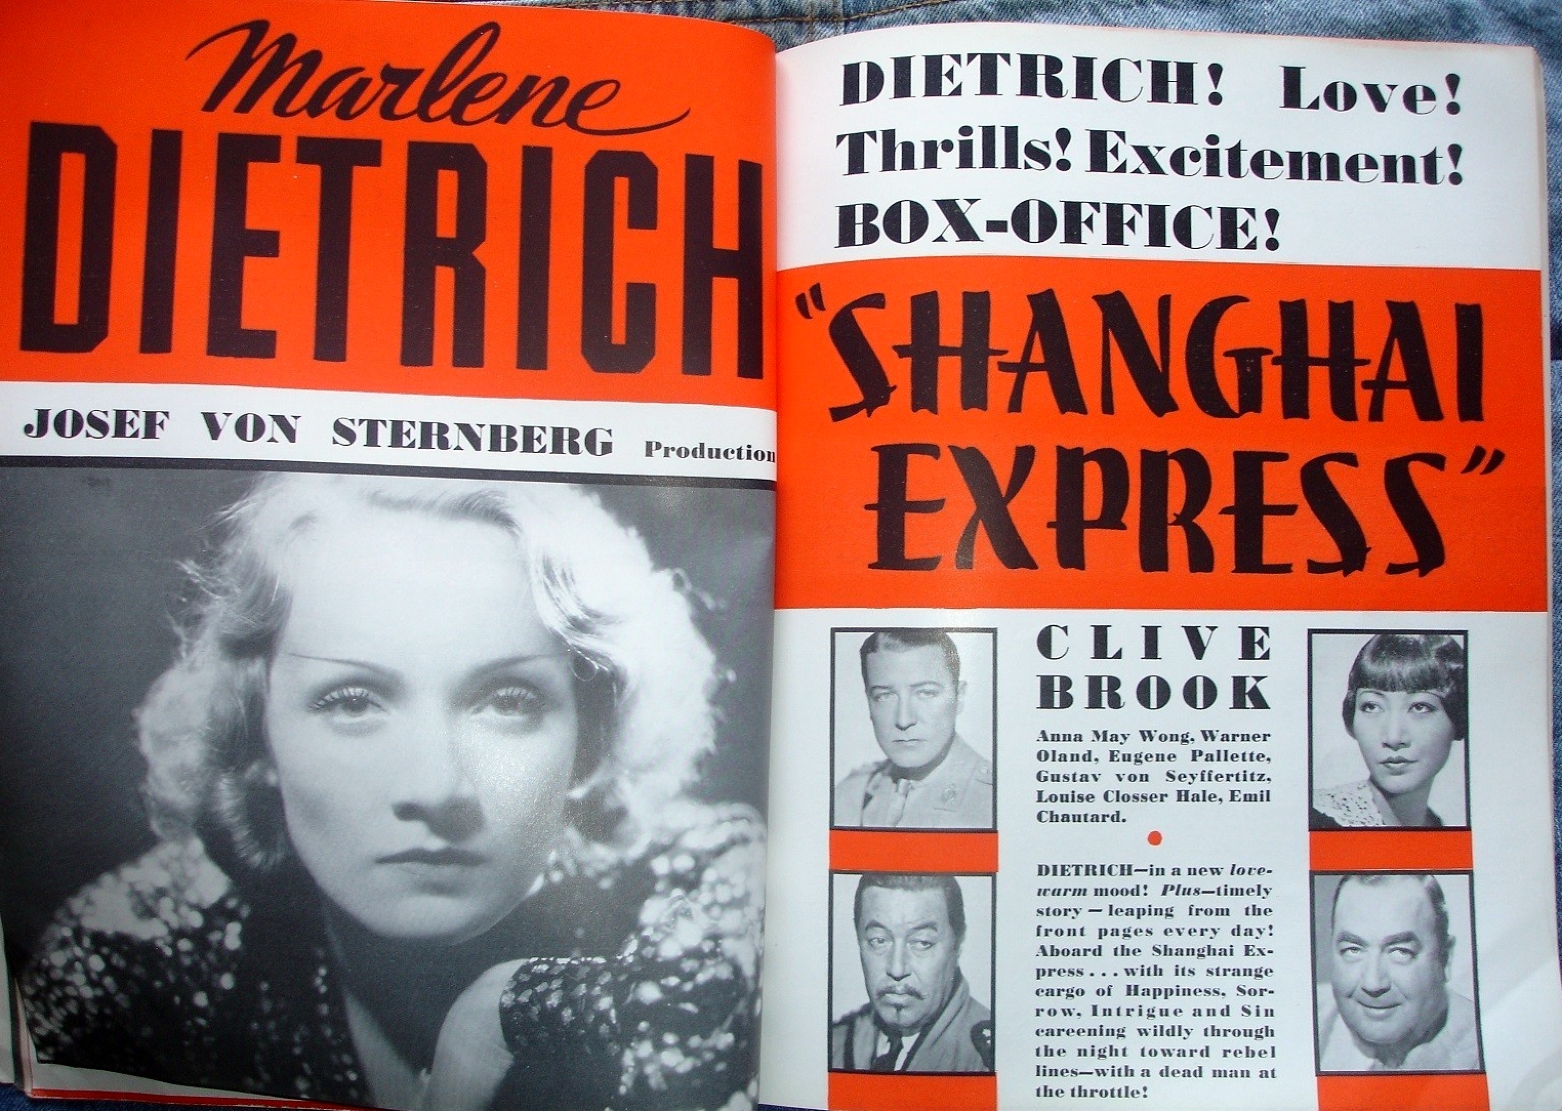 Marlene
DIETRICH
JOSEF VON STERNBERG Production
DIETRICH! Love!
Thrills! Excitement!
BOX-OFFICE!
"SHANGHAI
EXPRESS"
CLIVE
BROOK
Anna May Wong, Warner
Oland, Eugene Pallette,
Gustav von Seyffertitz,
Louise Closser Hale, Emil
Chautard.
DIETRICH—in a new love-
warm mood! Plus—timely
story—leaping from the
front pages every day!
Aboard the Shanghai Ex-
press...with its strange
cargo of Happiness, Sor-
row, Intrigue and Sin
careening wildly through
the night toward rebel
lines—with a dead man at
the throttle!